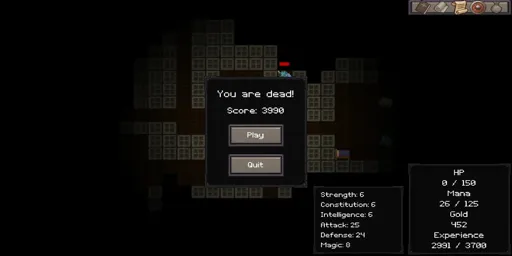 You are dead!
Score: 3990
Play
Quit
Strength: 6
Constitution: 6
Intelligence: 6
Attack: 25
Defense: 24
Magic: 8
HP
0 / 150
Mana
26 / 125
Gold
452
Experience
2991 / 3700